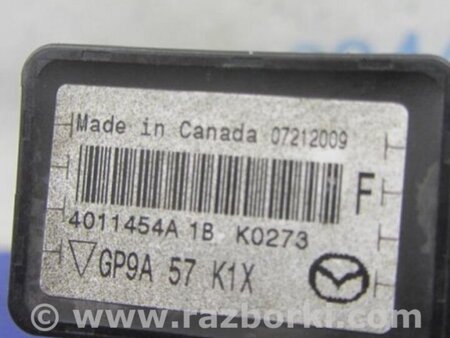 Made in Canada 07212009
F
4011454A 1B K0273
GP9A 57 K1X
www.razborki.com